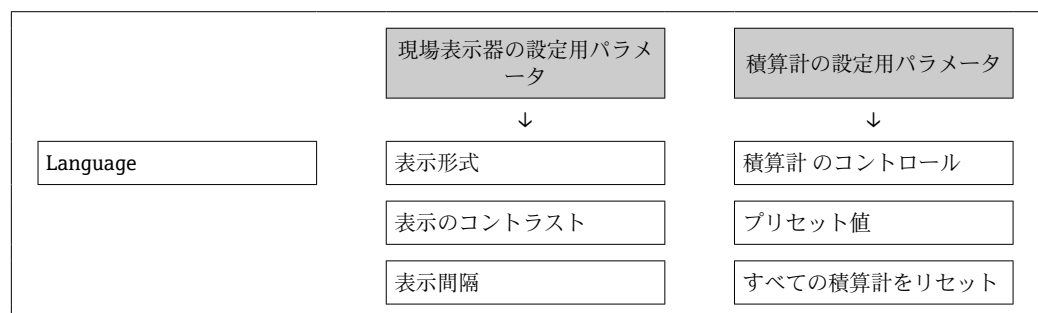 現場表示器の設定用パラメ
ータ
積算計の設定用パラメータ
↓
↓
Language
表示形式
積算計 のコントロール
表示のコントラスト
プリセット値
表示間隔
すべての積算計をリセット